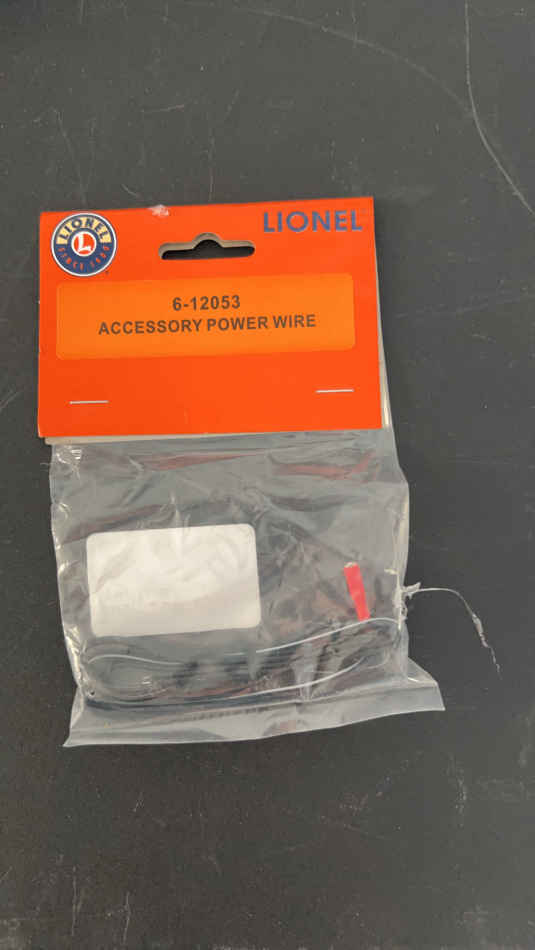 LIONEL
LIONEL
L
SINCE 1900
6-12053
ACCESSORY POWER WIRE